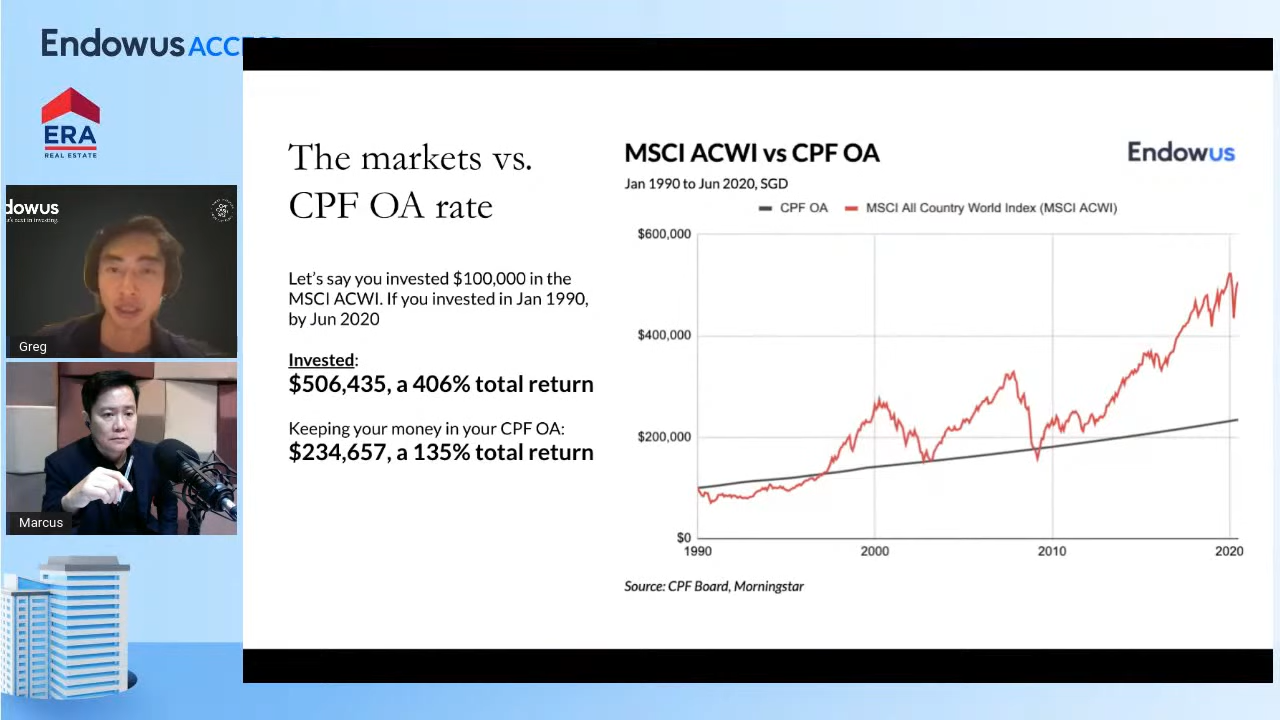 Endowus ACC
ERA
REAL ESTATE
dowus
Greg
Marcus
The markets vs.
CPF OA rate
Let's say you invested $100,000 in the
MSCI ACWI. If you invested in Jan 1990,
by Jun 2020
Invested:
$506,435, a 406% total return
Keeping your money in your CPF OA:
$234,657, a 135% total return
MSCI ACWI vs CPF OA
Endowus
Jan 1990 to Jun 2020, SGD
CPF OA
MSCI All Country World Index (MSCI ACWI)
$600,000
$400,000
$200,000
$0
1990 2000 2010 2020
Source: CPF Board, Morningstar